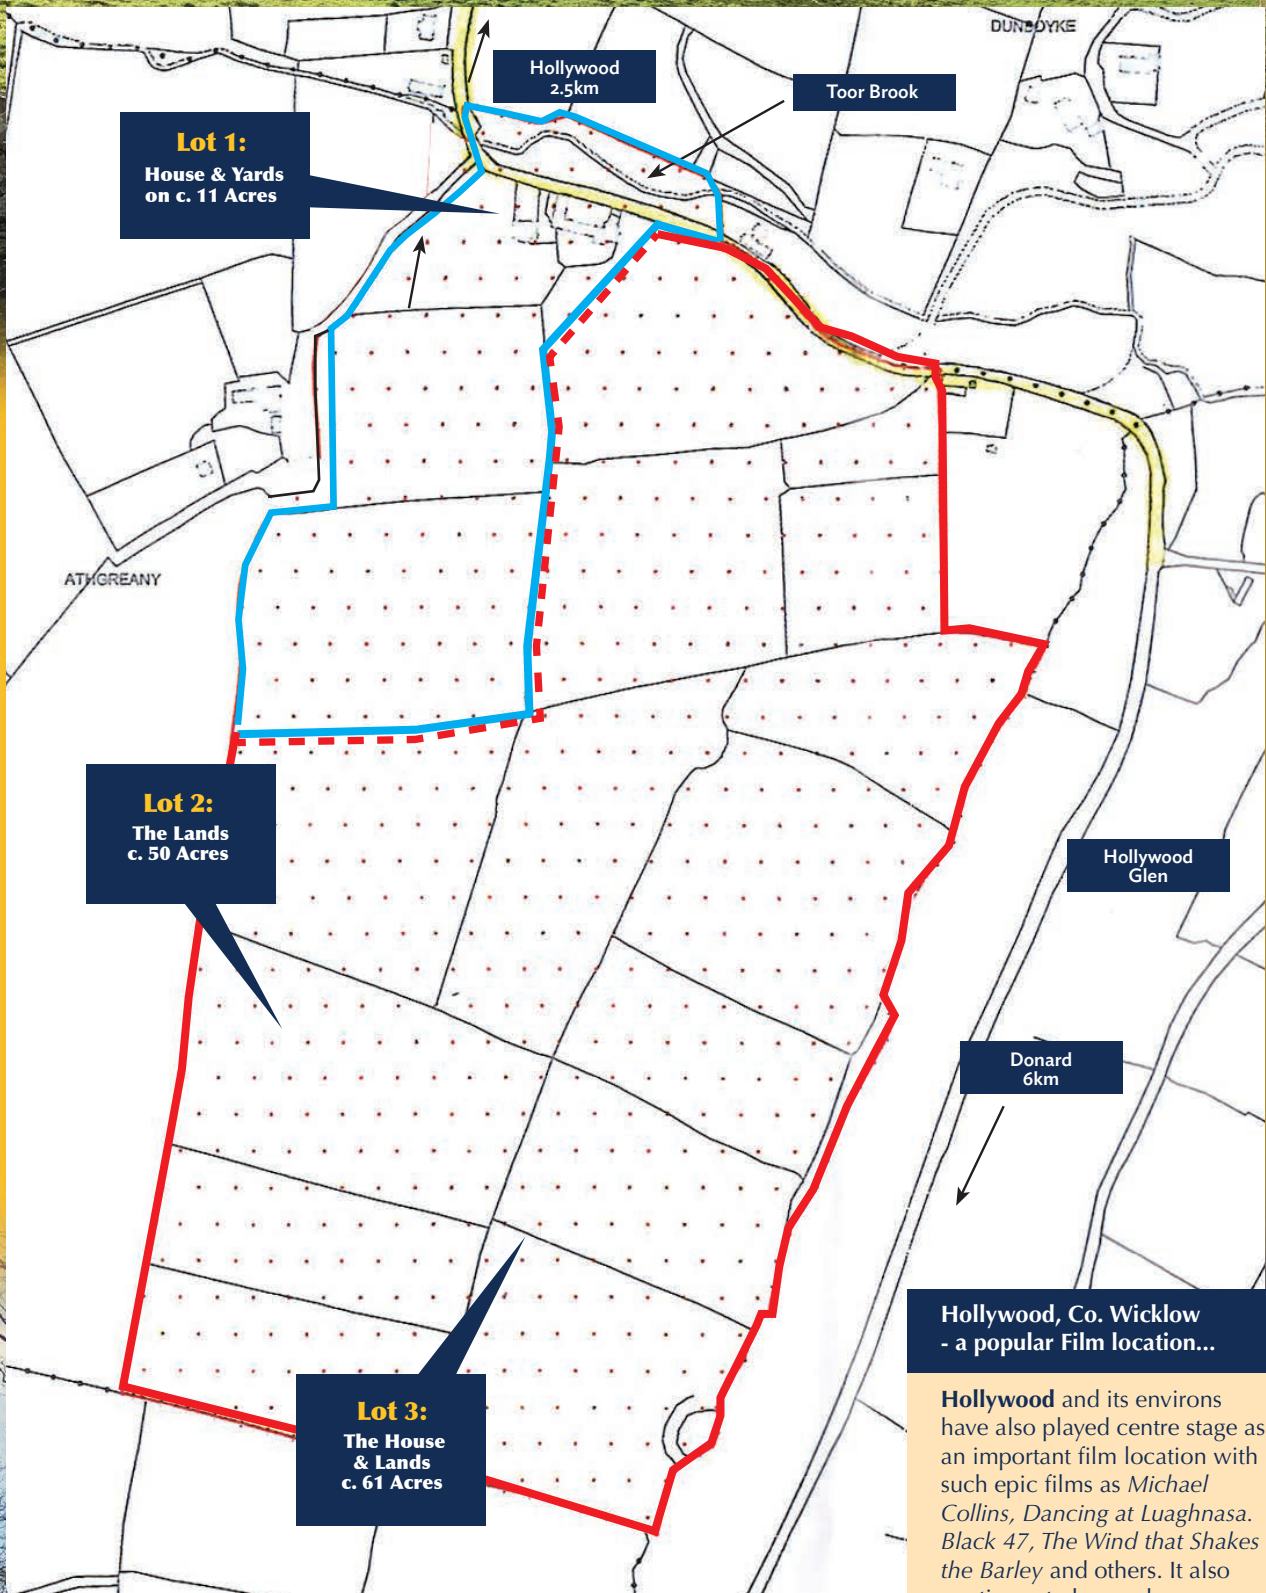 DUNBOYKE
Hollywood
2.5km
Toor Brook
Lot 1:
House & Yards
on c. 11 Acres
ATHGREANY
Lot 2:
The Lands
c. 50 Acres
Hollywood
Glen
Donard
6km
Lot 3:
The House
& Lands
c. 61 Acres
Hollywood, Co. Wicklow
- a popular Film location...
Hollywood and its environs
have also played centre stage as
an important film location with
such epic films as Michael
Collins, Dancing at Luaghnasa.
Black 47, The Wind that Shakes
the Barley and others. It also